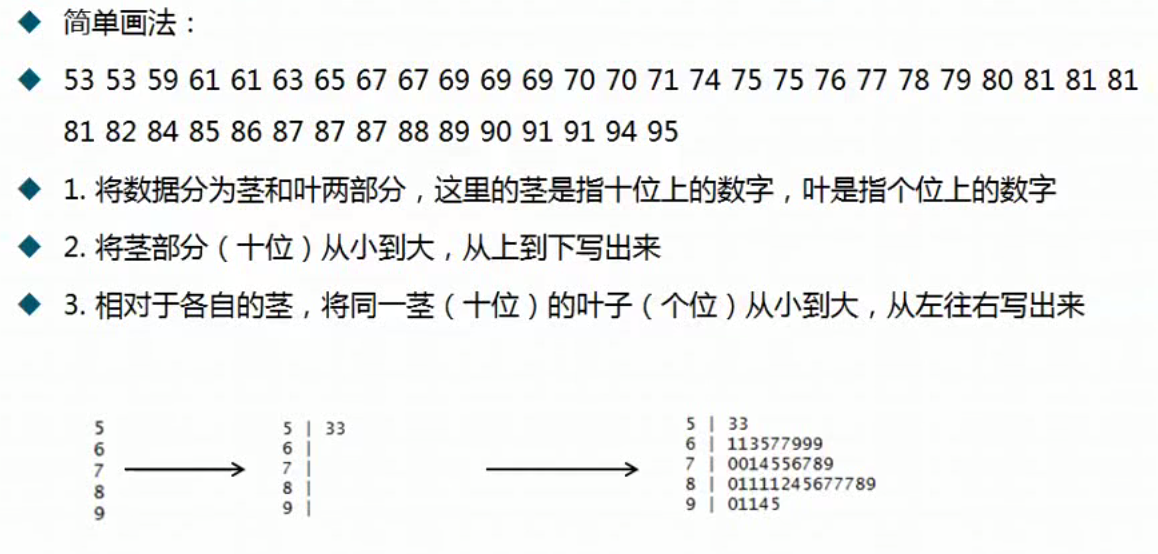 简单画法：
53 53 59 61 61 63 65 67 67 69 69 69 70 70 71 74 75 75 76 77 78 79 80 81 81 81
81 82 84 85 86 87 87 87 88 89 90 91 91 94 95
1. 将数据分为茎和叶两部分，这里的茎是指十位上的数字，叶是指个位上的数字
2. 将茎部分（十位）从小到大，从上到下写出来
3. 相对于各自的茎，将同一茎（十位）的叶子（个位）从小到大，从左往右写出来
5
6
7
8
9
5 | 33
6 |
7 |
8 |
9 |
5 | 33
6 | 113577999
7 | 0014556789
8 | 01111245677789
9 | 01145